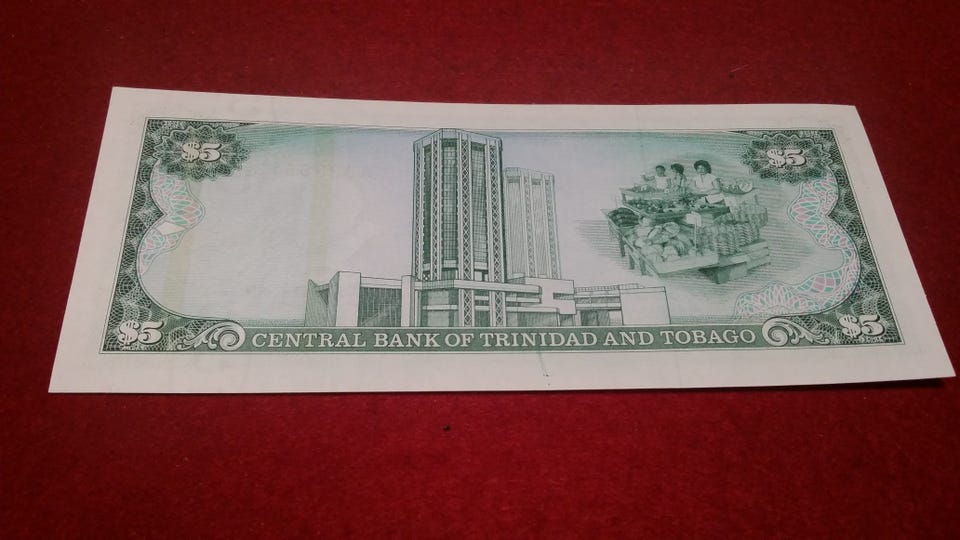 $5 $5
$5 CENTRAL BANK OF TRINIDAD AND TOBAGO $5